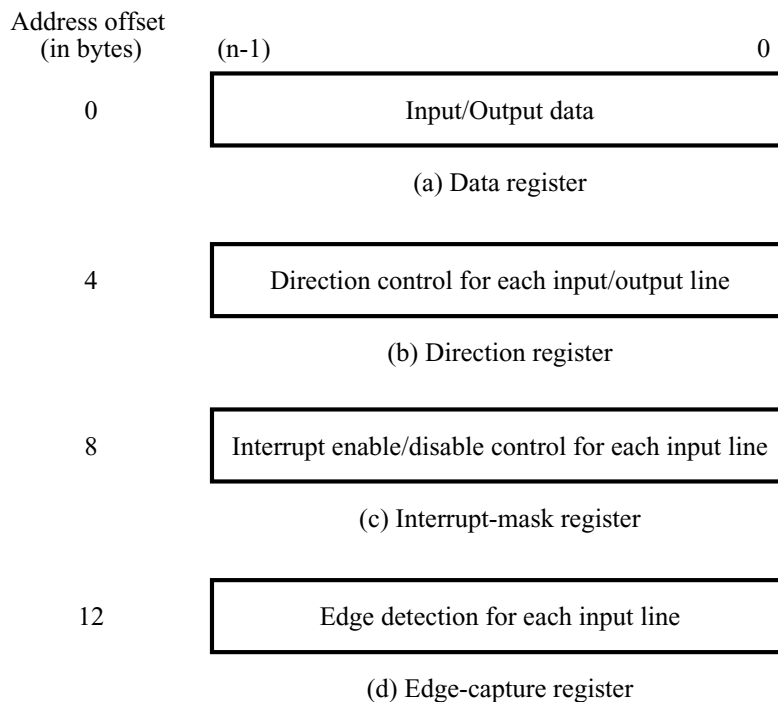 Address offset
(in bytes)
(n-1) 0
0 Input/Output data
(a) Data register
4 Direction control for each input/output line
(b) Direction register
8 Interrupt enable/disable control for each input line
(c) Interrupt-mask register
12 Edge detection for each input line
(d) Edge-capture register